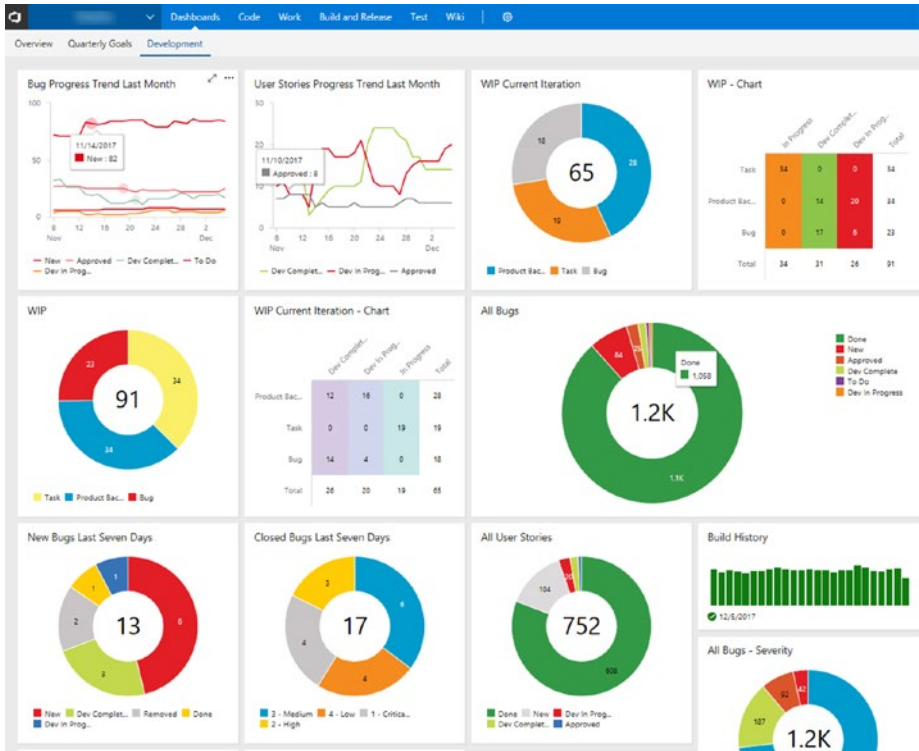 Dashboards Code Work Build and Release Test Wiki
Overview Quarterly Goals Development
Bug Progress Trend Last Month
100
50
0
11/14/2017
New : 82
8 12 16 20 24 28 2
Nov Dec
New Approved Dev Complet... To Do
Dev In Prog...
User Stories Progress Trend Last Month
30
20
10
0
11/10/2017
Approved : 8
8 12 16 20 24 28 2
Nov Dec
Dev Complet... Dev In Prog... Approved
WIP Current Iteration
18
28
65
19
Product Bac... Task Bug
WIP - Chart
In Progress Dev Complet... Dev In Prog... Total
Task 34 0 0 34
Product Bac... 0 14 20 34
Bug 0 17 6 23
Total 34 31 26 91
WIP
23
34
91
34
Task Product Bac... Bug
WIP Current Iteration - Chart
Dev Complet... Dev In Prog... In Progress Total
Product Bac... 12 16 0 28
Task 0 0 19 19
Bug 14 4 0 18
Total 26 20 19 65
All Bugs
84
25
Done
1,058
1.2K
1.1K
Done
New
Approved
Dev Complete
To Do
Dev In Progress
New Bugs Last Seven Days
1
1
2
6
13
3
New Dev Complet... Removed Done
Dev In Prog...
Closed Bugs Last Seven Days
3
6
17
4
4
3 - Medium 4 - Low 1 - Critica...
2 - High
All User Stories
104
752
608
Done New Dev In Prog...
Dev Complet... Approved
Build History
12/5/2017
All Bugs - Severity
92
42
187
1.2K